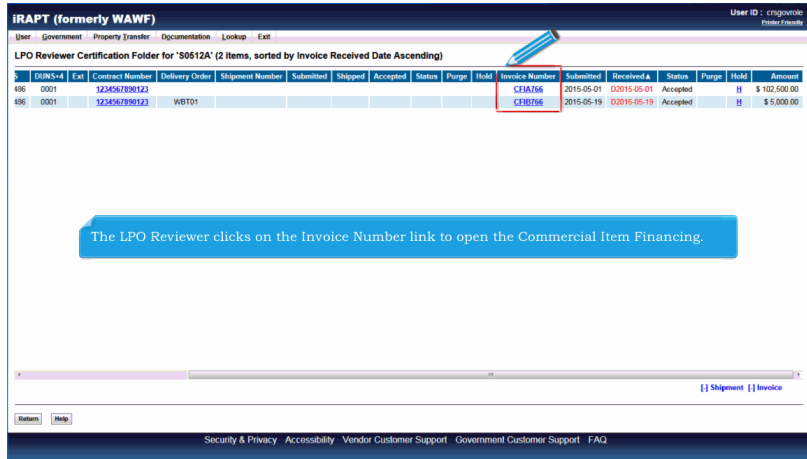 iRAPT (formerly WAWF)
User ID : crsgovrole
Printer Friendly
User Government Property Transfer Documentation Lookup Exit
LPO Reviewer Certification Folder for 'S0512A' (2 items, sorted by Invoice Received Date Ascending)
S DUNS+4 Ext Contract Number Delivery Order Shipment Number Submitted Shipped Accepted Status Purge Hold Invoice Number Submitted Received▲ Status Purge Hold Amount
486 0001 1234567890123 CFIA766 2015-05-01 D2015-05-01 Accepted H $ 102,500.00
486 0001 1234567890123 WBT01 CFIB766 2015-05-19 D2015-05-19 Accepted H $ 5,000.00
The LPO Reviewer clicks on the Invoice Number link to open the Commercial Item Financing.
[-] Shipment [-] Invoice
Return Help
Security & Privacy Accessibility Vendor Customer Support Government Customer Support FAQ